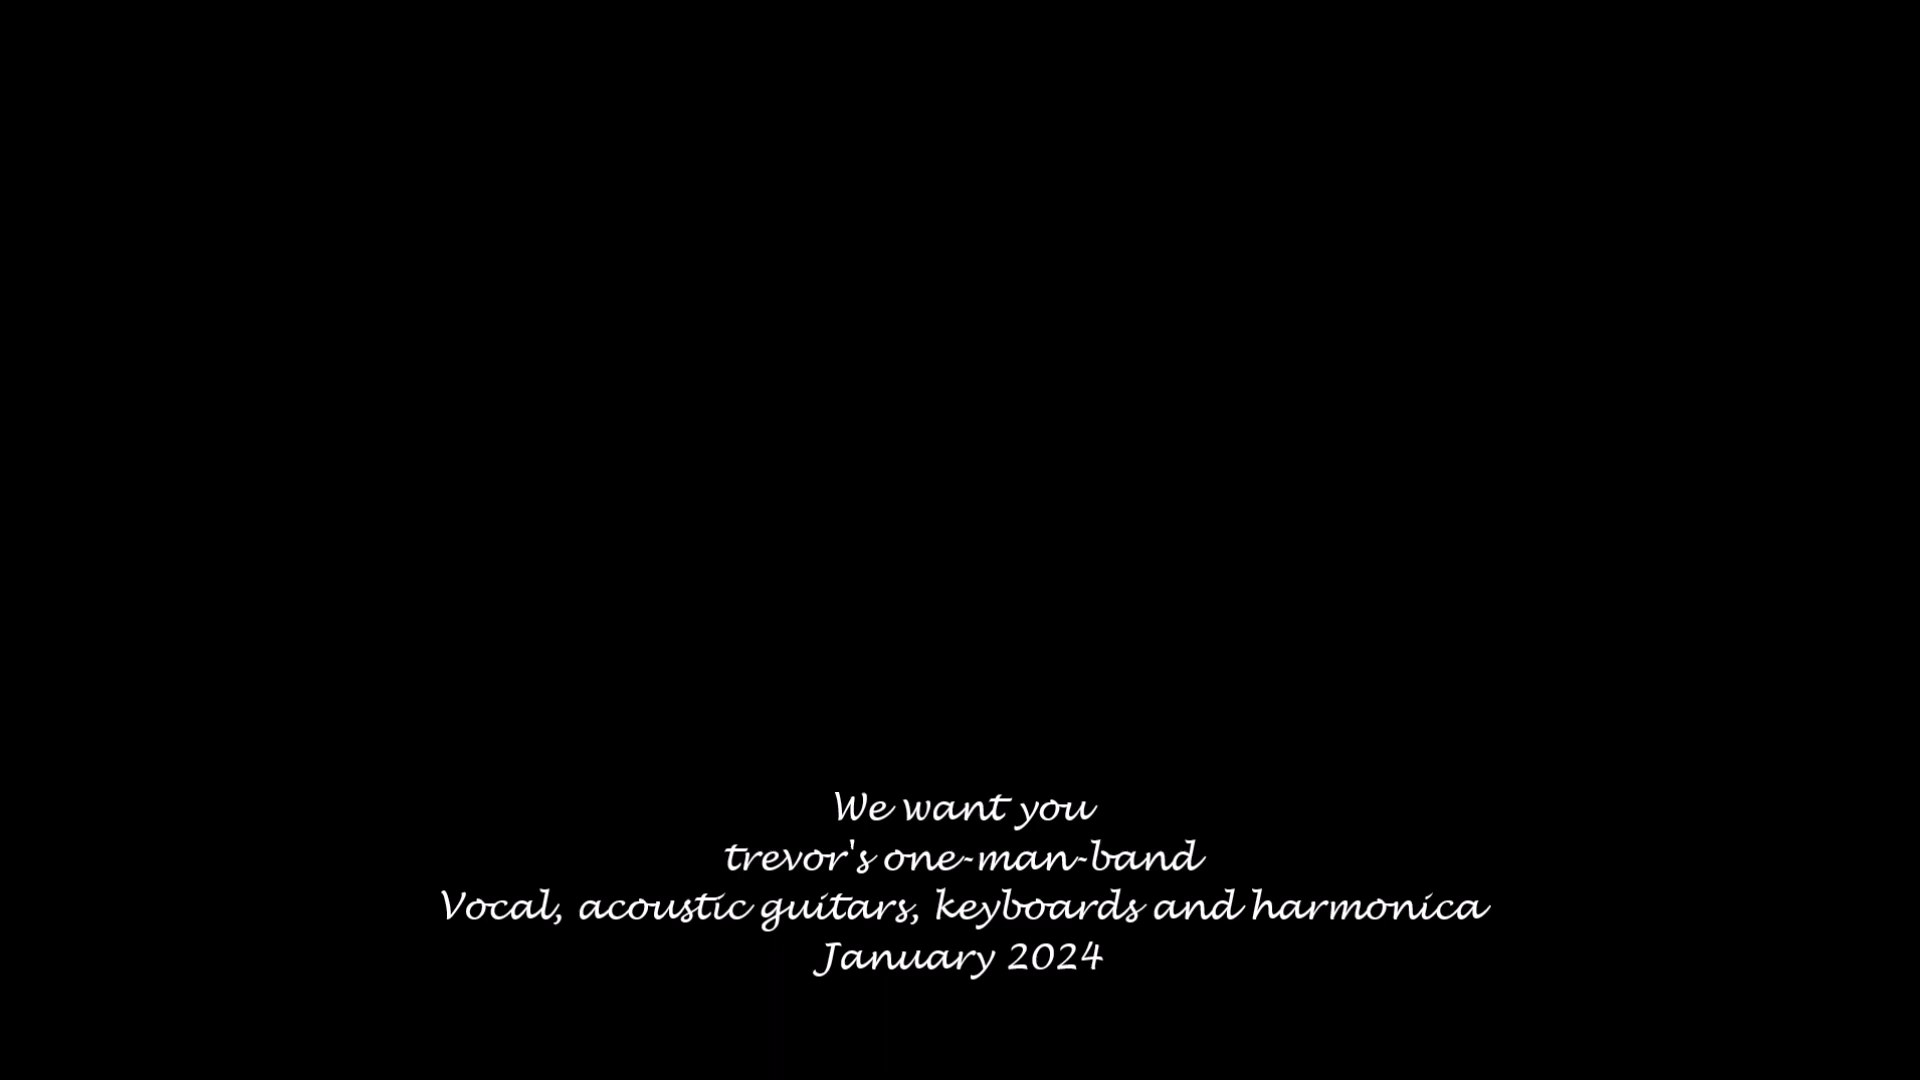 We want you
trevor's one-man-band
Vocal, acoustic guitars, keyboards and harmonica
January 2024